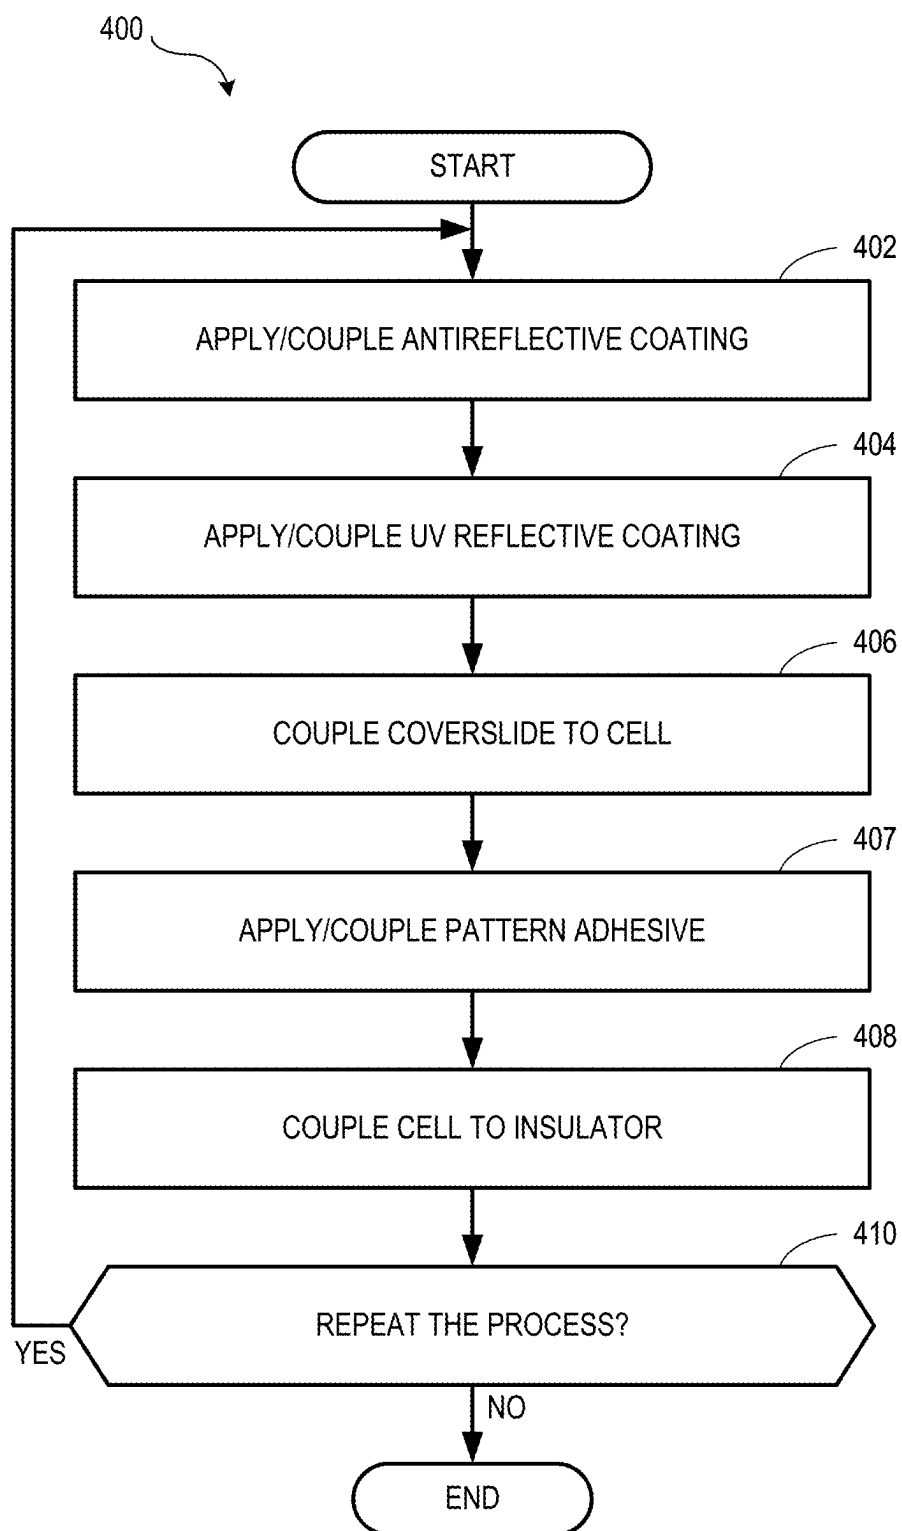 400
START
402
APPLY/COUPLE ANTIREFLECTIVE COATING
404
APPLY/COUPLE UV REFLECTIVE COATING
406
COUPLE COVERSLIDE TO CELL
407
APPLY/COUPLE PATTERN ADHESIVE
408
COUPLE CELL TO INSULATOR
410
REPEAT THE PROCESS?
YES
NO
END